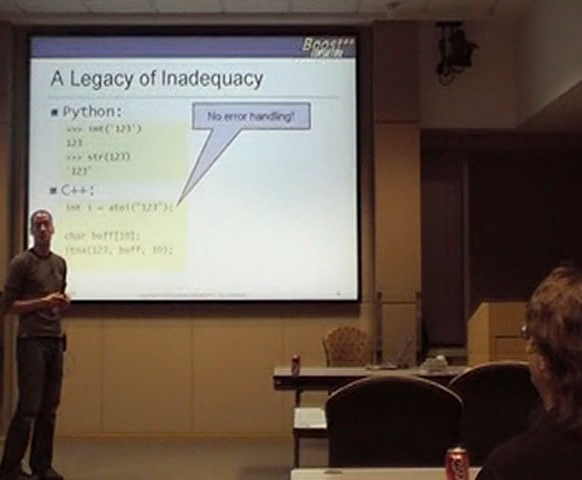 Boost
A Legacy of Inadequacy
Python:
>>> int('123')
123
>>> str(123)
'123'
No error handling!
C++:
int i = atoi("123");
char buff[10];
itoa(123, buff, 10);